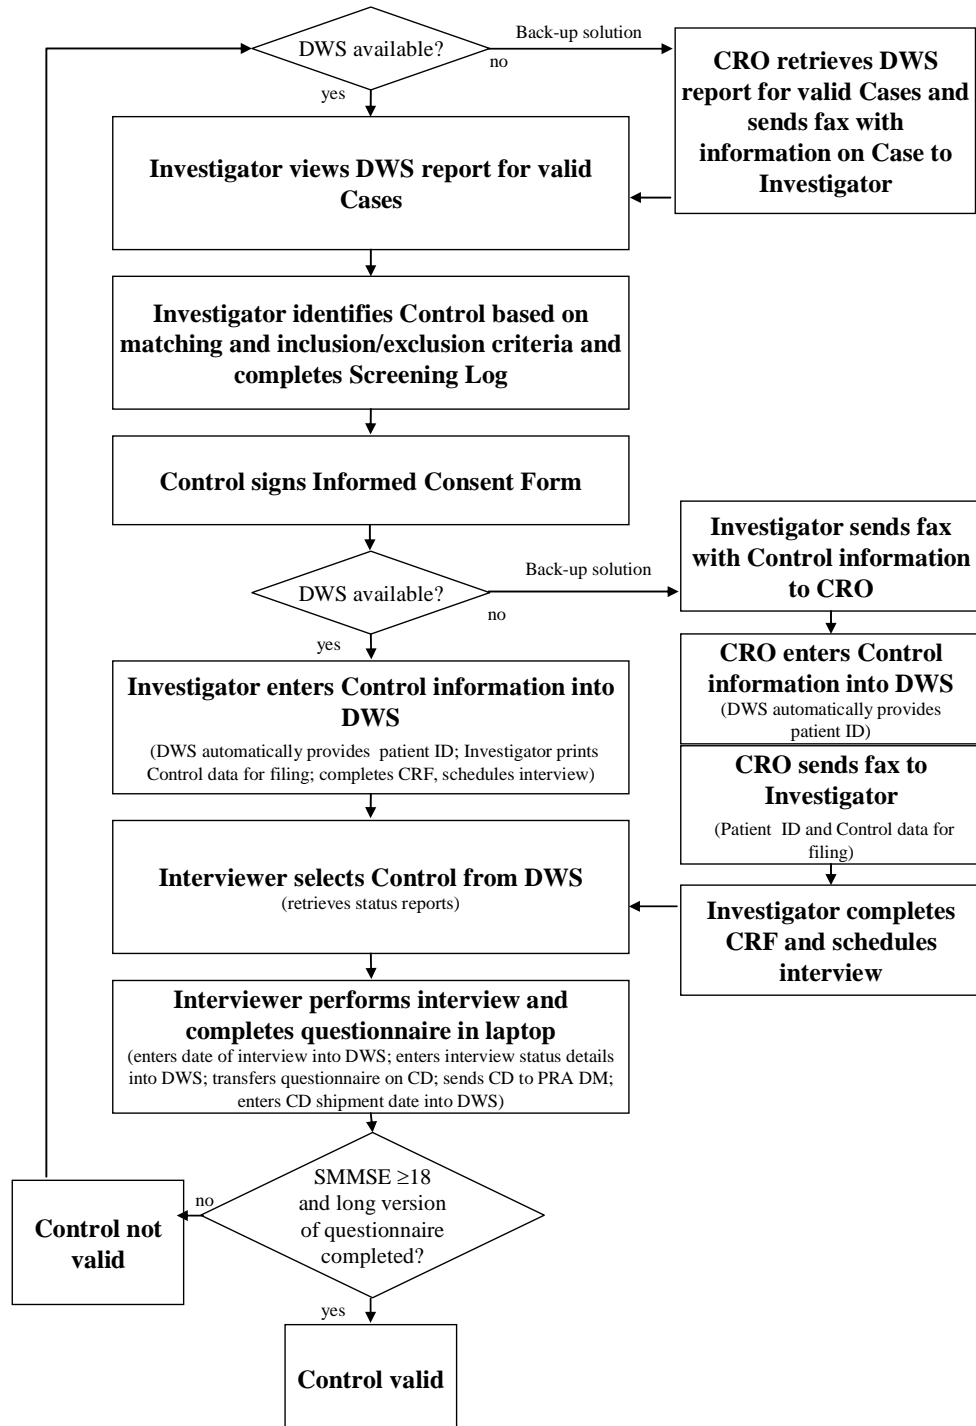 DWS available?
Back-up solution
no
yes
CRO retrieves DWS
report for valid Cases and
sends fax with
information on Case to
Investigator
Investigator views DWS report for valid
Cases
Investigator identifies Control based on
matching and inclusion/exclusion criteria and
completes Screening Log
Control signs Informed Consent Form
DWS available?
Back-up solution
no
yes
Investigator sends fax
with Control information
to CRO
CRO enters Control
information into DWS
(DWS automatically provides
patient ID)
Investigator enters Control information into
DWS
(DWS automatically provides patient ID; Investigator prints
Control data for filing; completes CRF, schedules interview)
CRO sends fax to
Investigator
(Patient ID and Control data for
filing)
Interviewer selects Control from DWS
(retrieves status reports)
Investigator completes
CRF and schedules
interview
Interviewer performs interview and
completes questionnaire in laptop
(enters date of interview into DWS; enters interview status details
into DWS; transfers questionnaire on CD; sends CD to PRA DM;
enters CD shipment date into DWS)
SMMSE ≥18
and long version
of questionnaire
completed?
no
Control not
valid
yes
Control valid